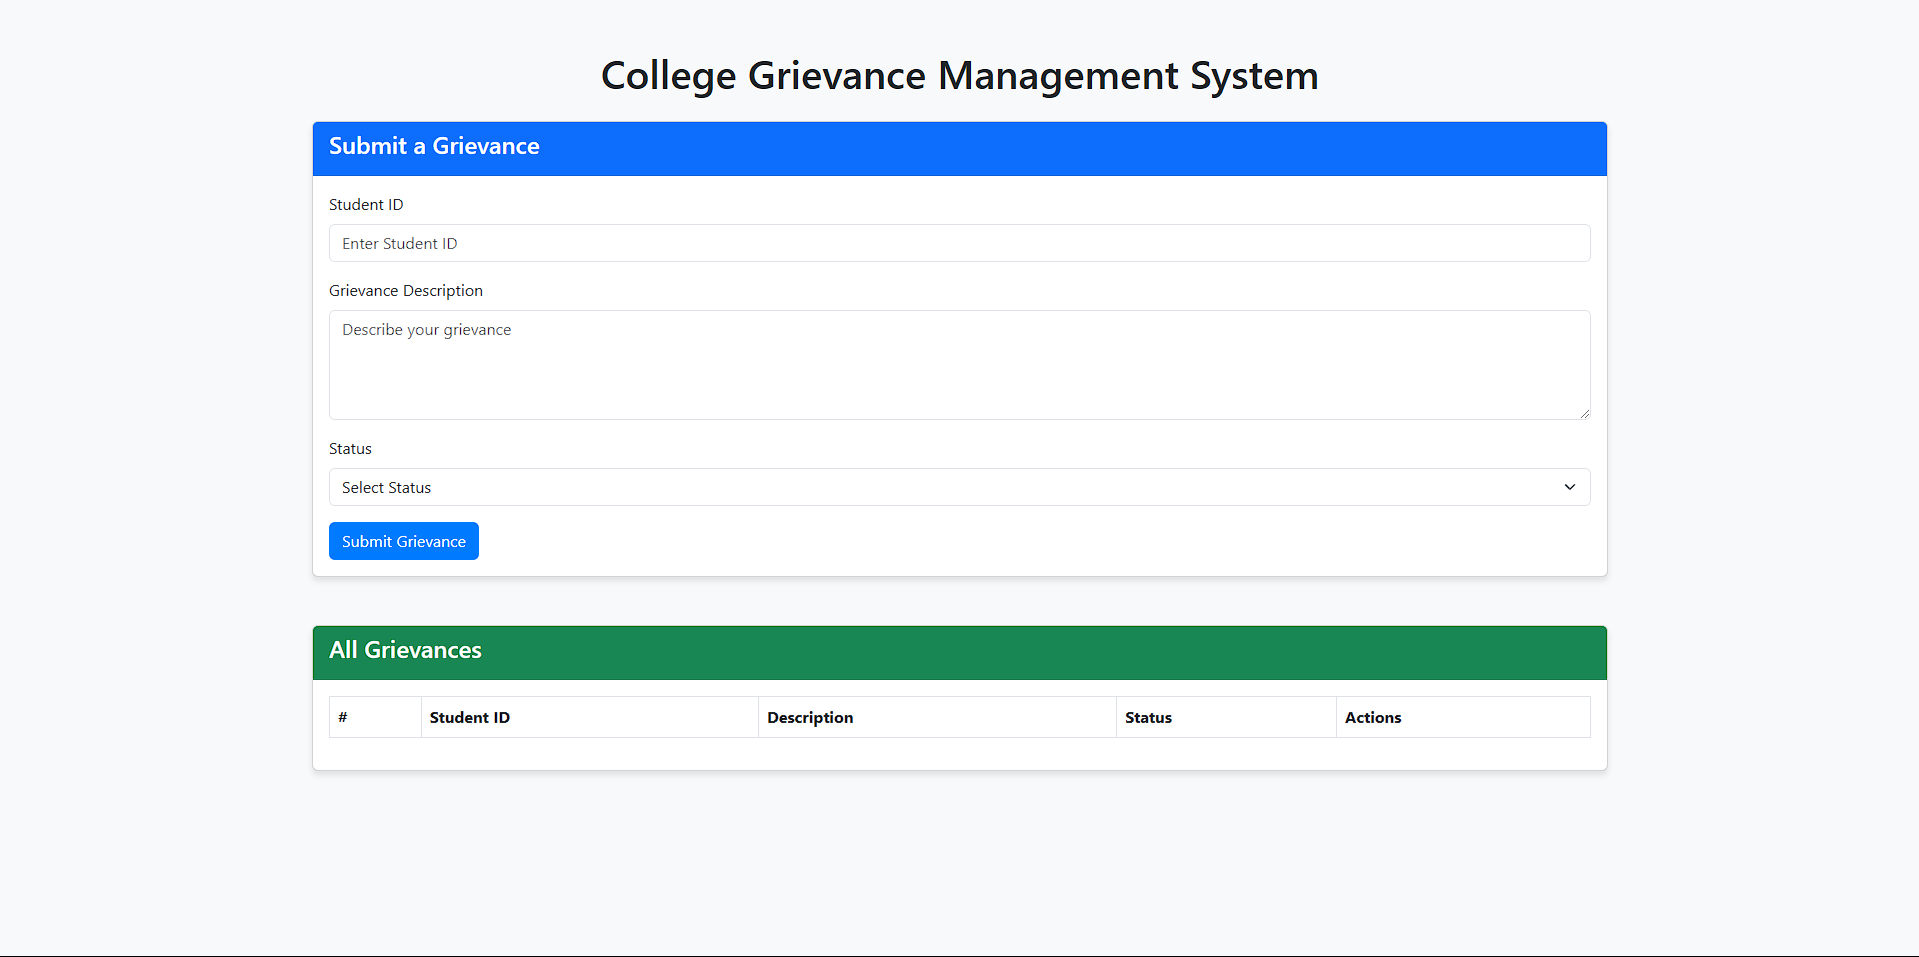 College Grievance Management System
Submit a Grievance
Student ID
Enter Student ID
Grievance Description
Describe your grievance
Status
Select Status
Submit Grievance
All Grievances
# Student ID Description Status Actions